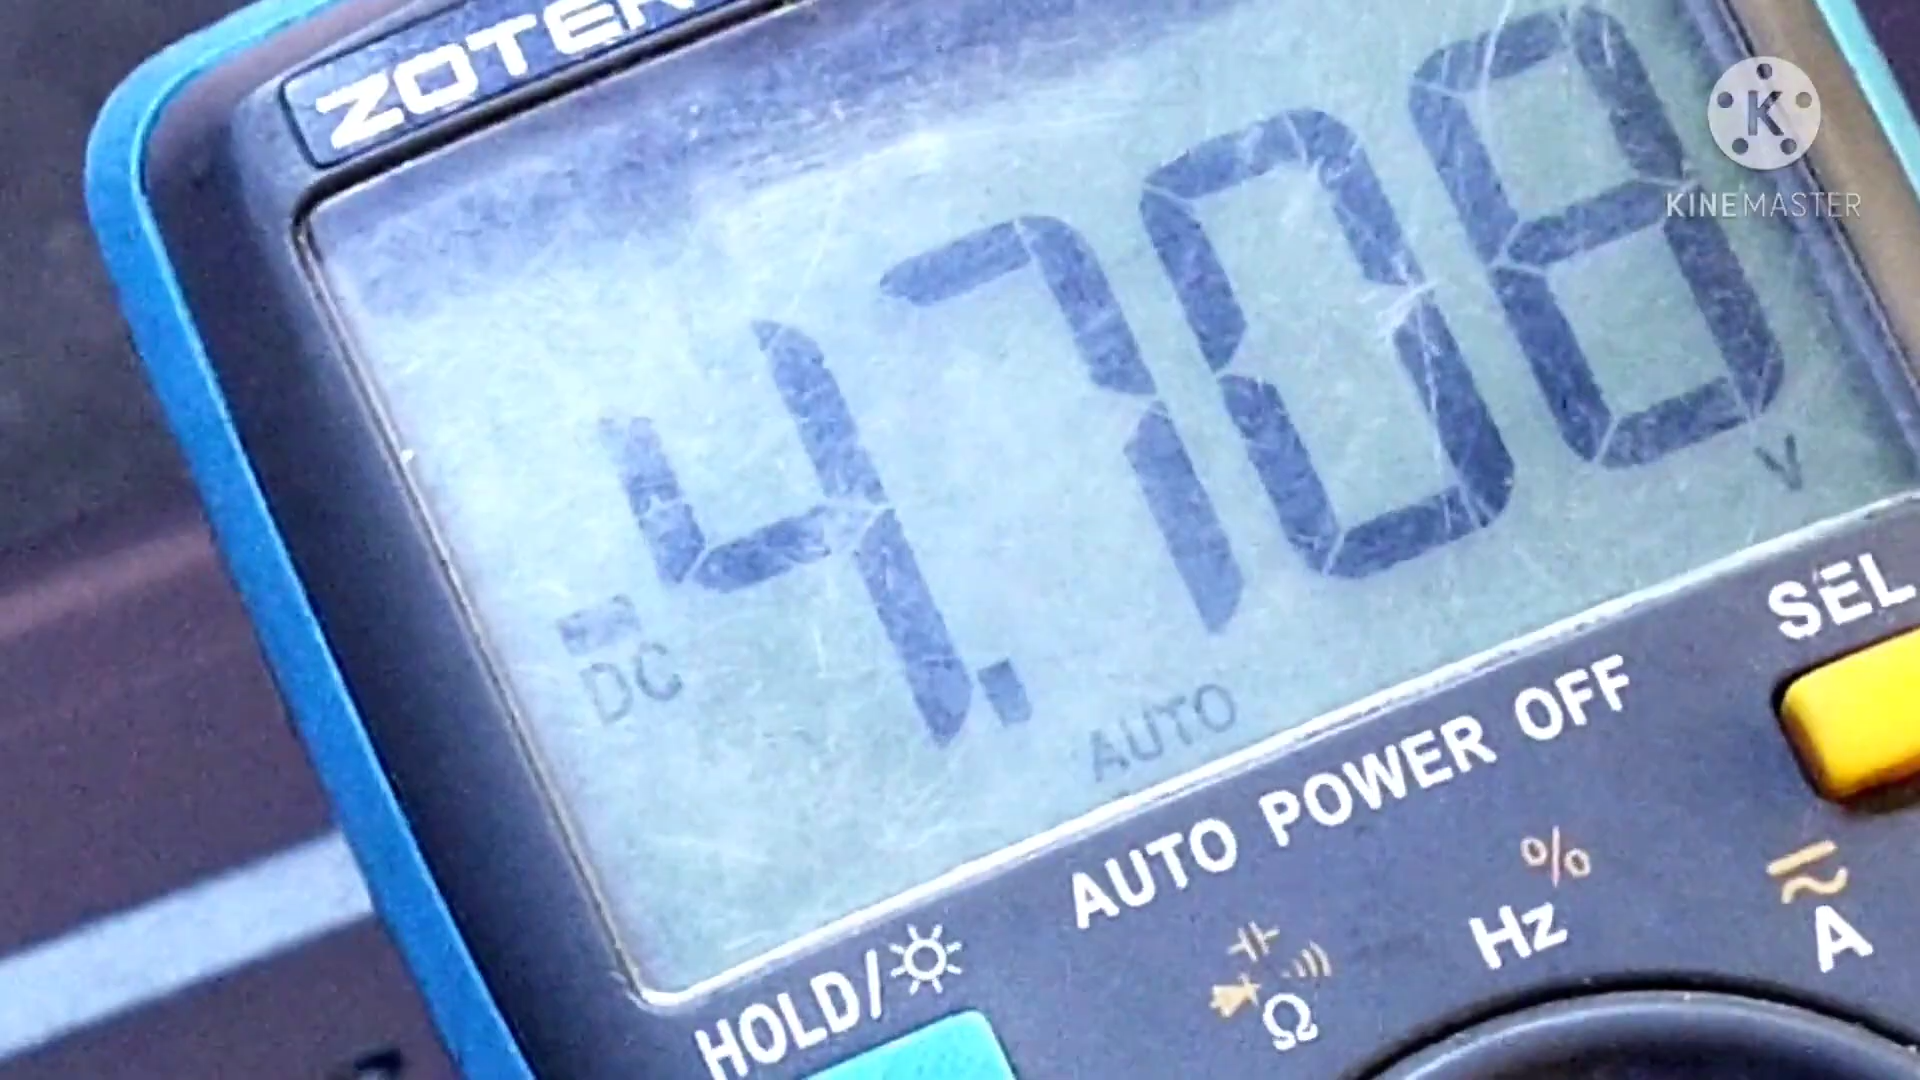 ZOTEK
KINEMASTER
K
-4.708
V
DC
AUTO
SEL
AUTO POWER OFF
%
Hz
A
Ω
HOLD/